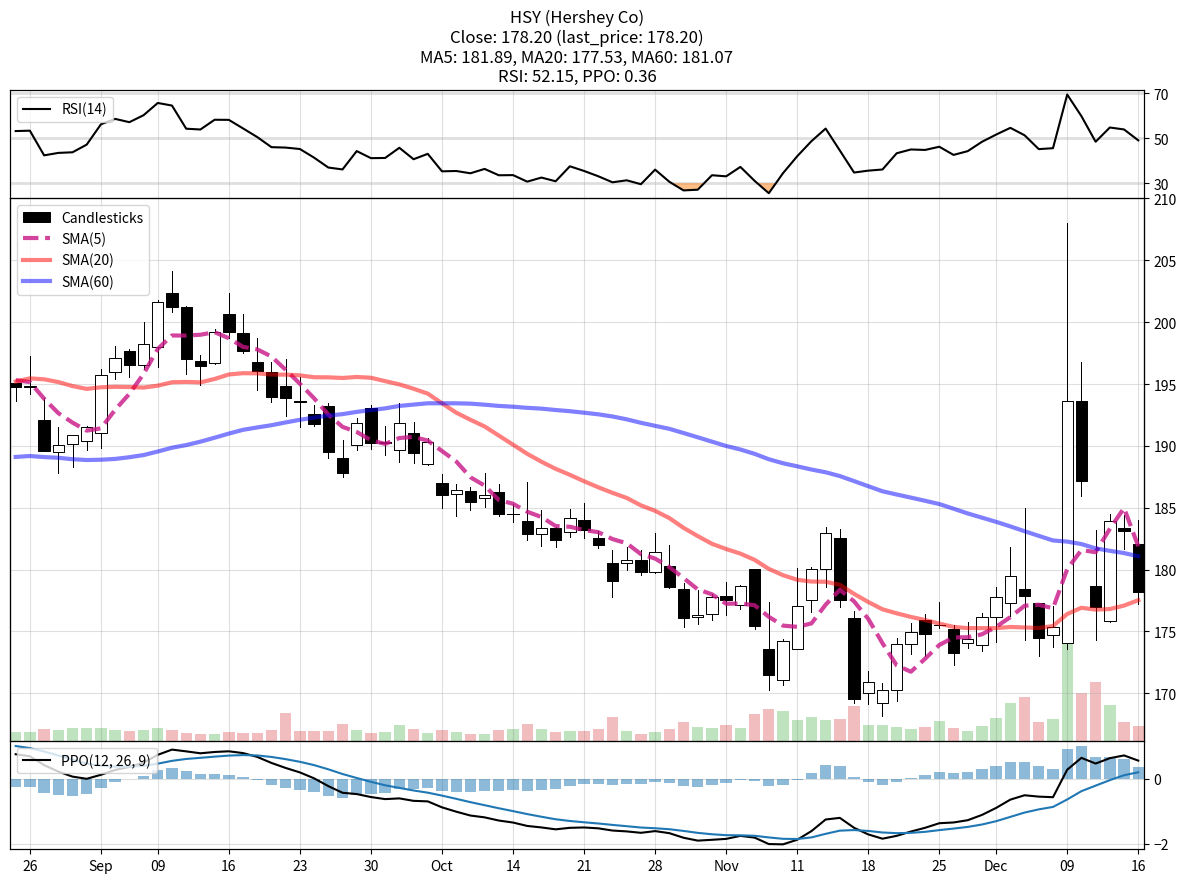 HSY (Hershey Co)
Close: 178.20 (last_price: 178.20)
MA5: 181.89, MA20: 177.53, MA60: 181.07
RSI: 52.15, PPO: 0.36
RSI(14)
70
50
30
Candlesticks
SMA(5)
SMA(20)
SMA(60)
210
205
200
195
190
185
180
175
170
PPO(12, 26, 9)
0
−2
26 Sep 09 16 23 30 Oct 14 21 28 Nov 11 18 25 Dec 09 16